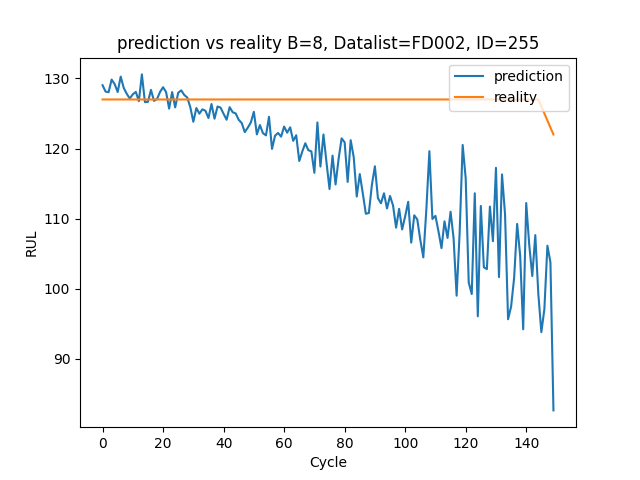 prediction vs reality B=8, Datalist=FD002, ID=255
prediction
reality
130
120
110
100
90
RUL
0 20 40 60 80 100 120 140
Cycle